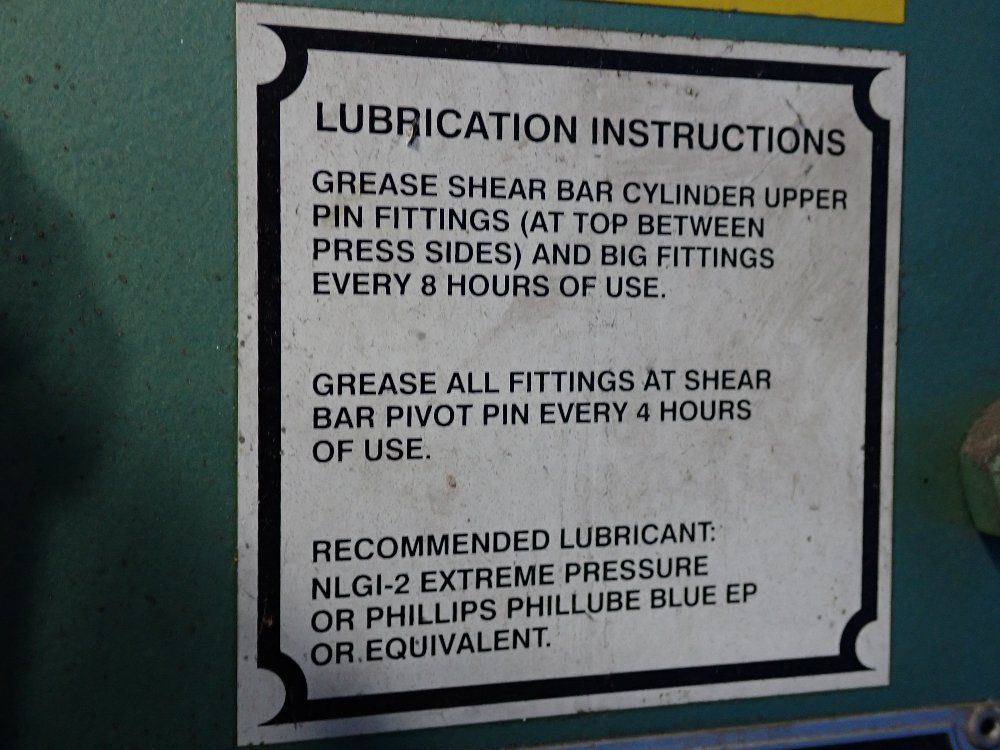 LUBRICATION INSTRUCTIONS
GREASE SHEAR BAR CYLINDER UPPER
PIN FITTINGS (AT TOP BETWEEN
PRESS SIDES) AND BIG FITTINGS
EVERY 8 HOURS OF USE.
GREASE ALL FITTINGS AT SHEAR
BAR PIVOT PIN EVERY 4 HOURS
OF USE.
RECOMMENDED LUBRICANT:
NLGI-2 EXTREME PRESSURE
OR PHILLIPS PHILLUBE BLUE EP
OR EQUIVALENT.